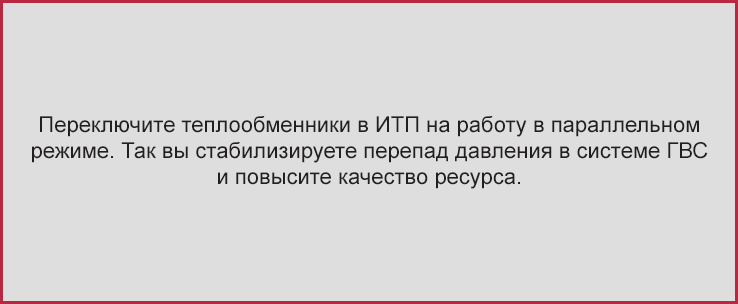 Переключите теплообменники в ИТП на работу в параллельном
режиме. Так вы стабилизируете перепад давления в системе ГВС
и повысите качество ресурса.